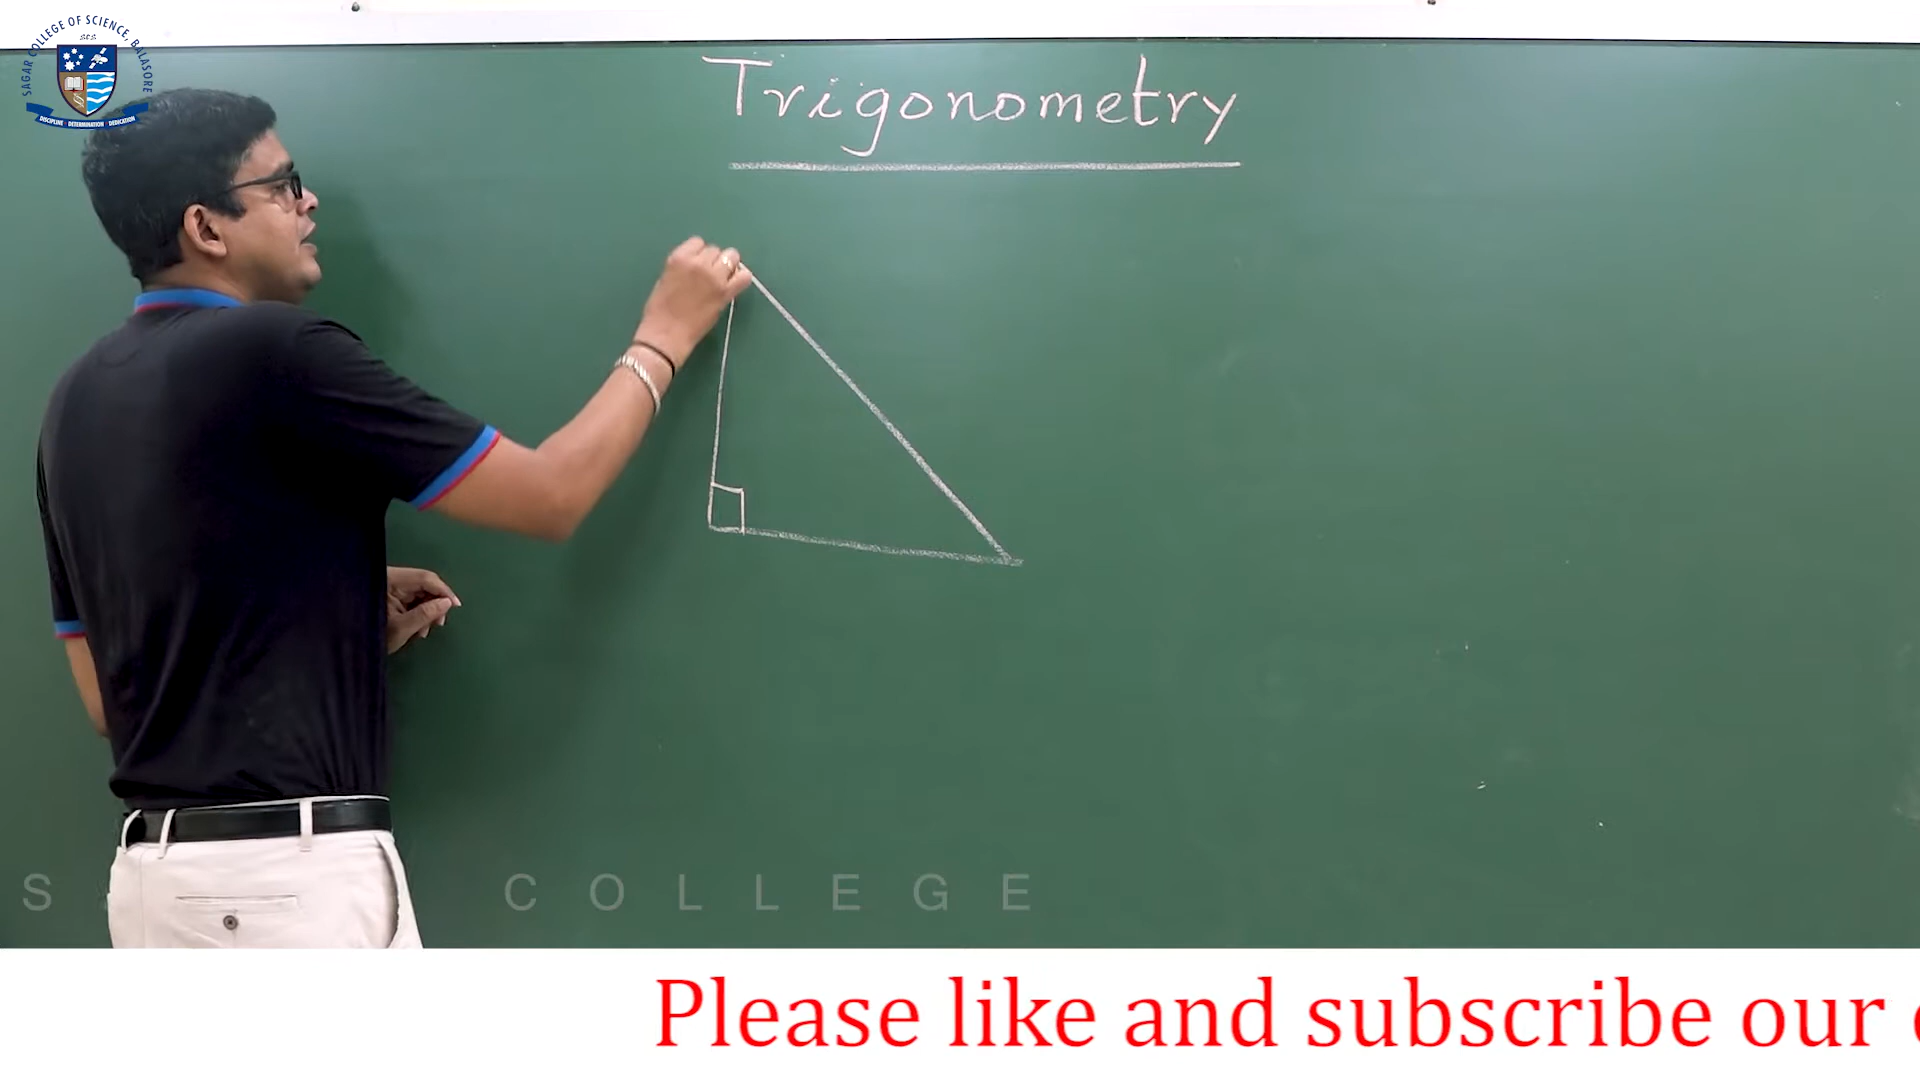 SAGAR COLLEGE OF SCIENCE, BALASORE
S.C.S
DISCIPLINE DETERMINATION DEDICATION
Trigonometry
S COLLEGE
Please like and subscribe our